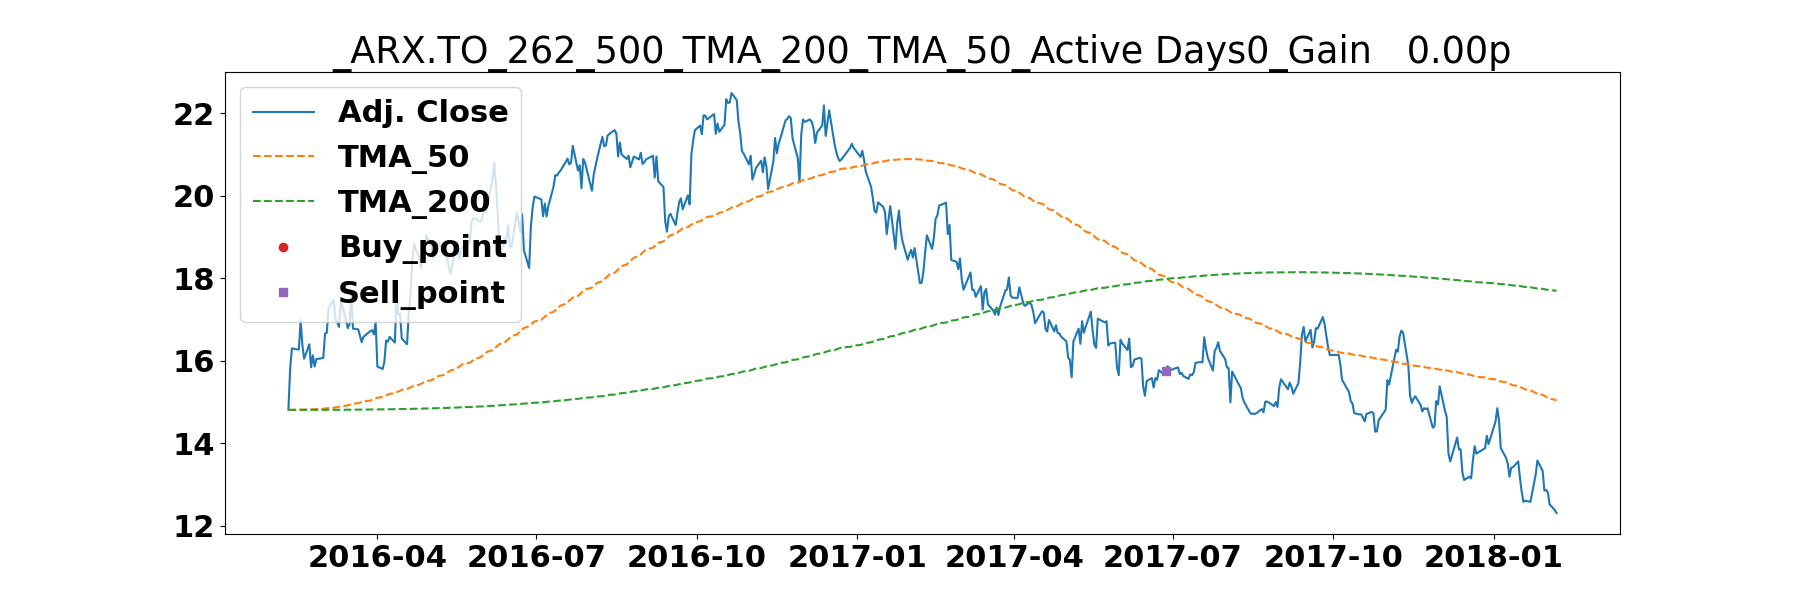 _ARX.TO_262_500_TMA_200_TMA_50_Active Days0_Gain   0.00p
Adj. Close
TMA_50
TMA_200
Buy_point
Sell_point
22
20
18
16
14
12
2016-04 2016-07 2016-10 2017-01 2017-04 2017-07 2017-10 2018-01